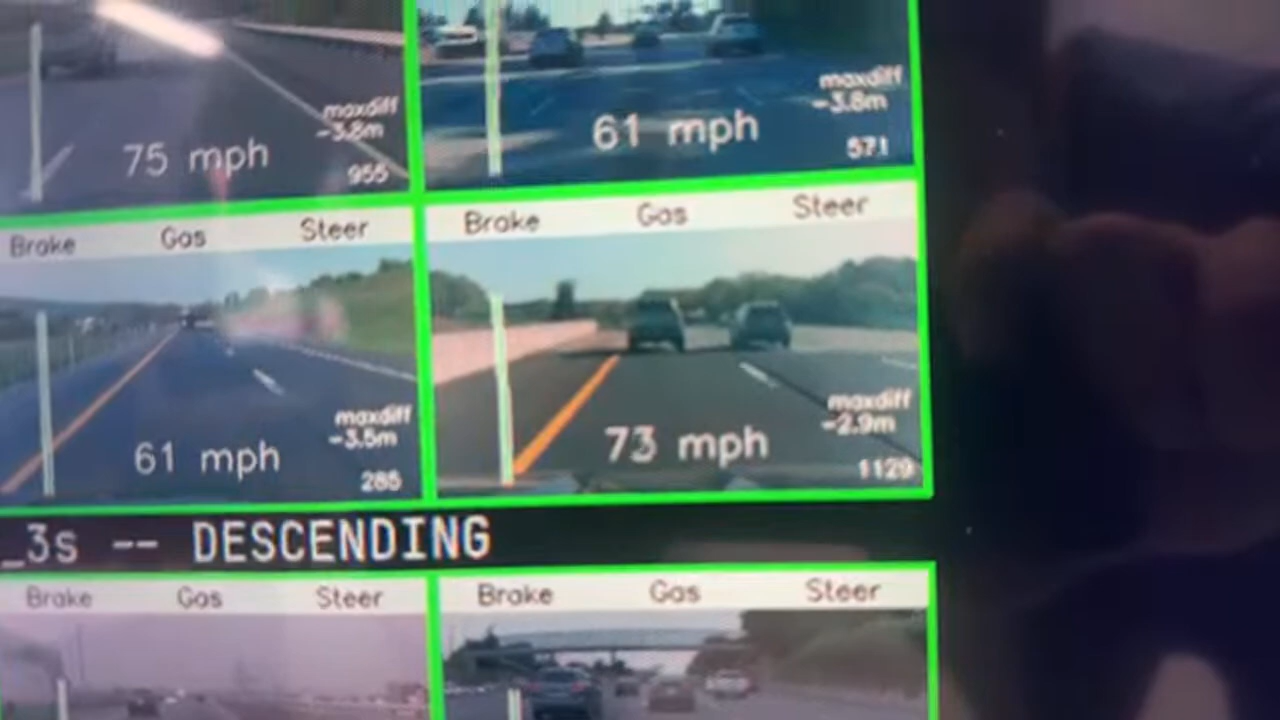 maxdiff
-3.8m
75 mph
955
maxdiff
-3.8m
61 mph
571
Brake Gas Steer
Brake Gas Steer
maxdiff
-3.5m
61 mph
285
maxdiff
-2.9m
73 mph
1129
_3s -- DESCENDING
Brake Gas Steer
Brake Gas Steer